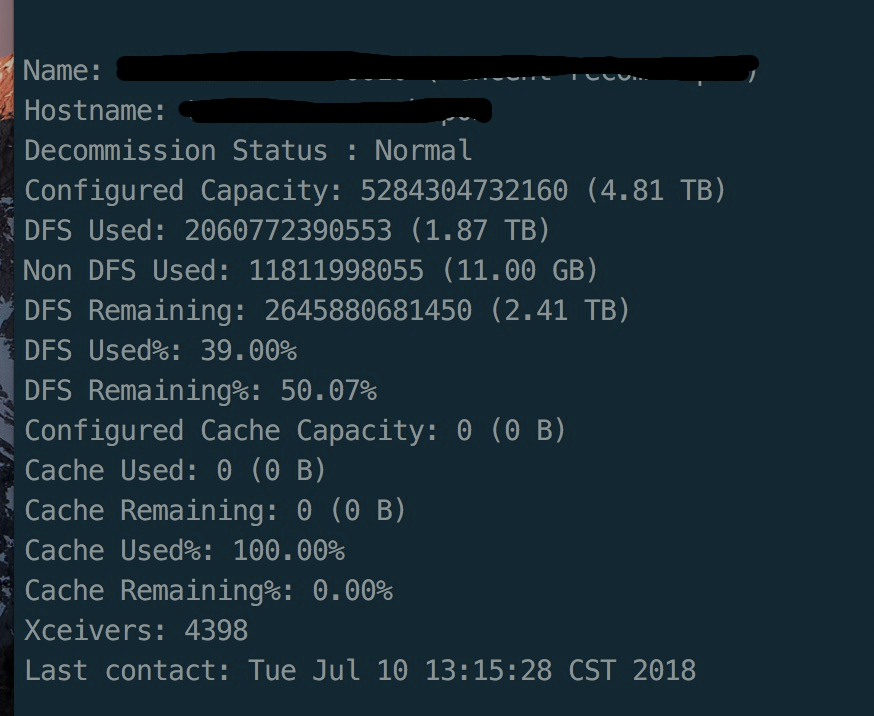 Name:
Hostname:
Decommission Status : Normal
Configured Capacity: 5284304732160 (4.81 TB)
DFS Used: 2060772390553 (1.87 TB)
Non DFS Used: 11811998055 (11.00 GB)
DFS Remaining: 2645880681450 (2.41 TB)
DFS Used%: 39.00%
DFS Remaining%: 50.07%
Configured Cache Capacity: 0 (0 B)
Cache Used: 0 (0 B)
Cache Remaining: 0 (0 B)
Cache Used%: 100.00%
Cache Remaining%: 0.00%
Xceivers: 4398
Last contact: Tue Jul 10 13:15:28 CST 2018